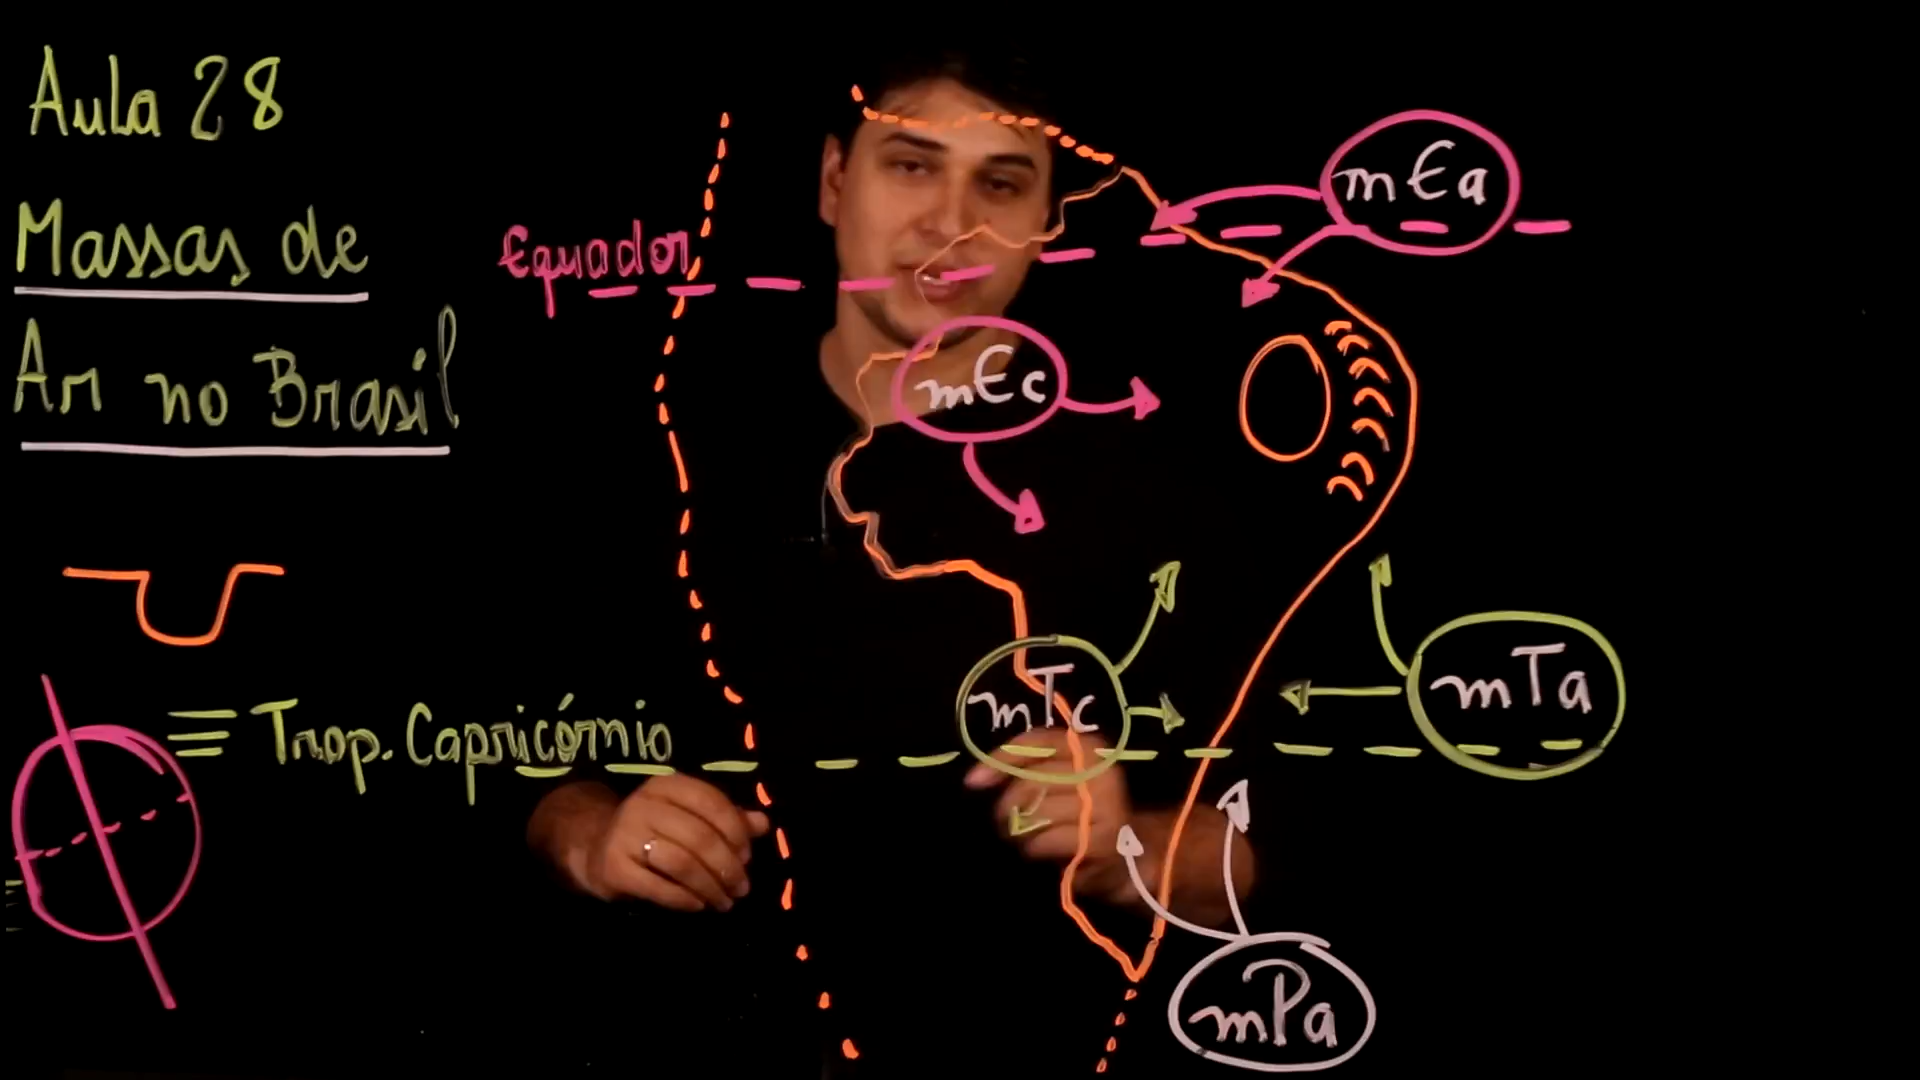 Aula 28
Massas de
Ar no Brasil
Equador
mEa
mEc
Trop. Capricórnio
mTc
mTa
mPa